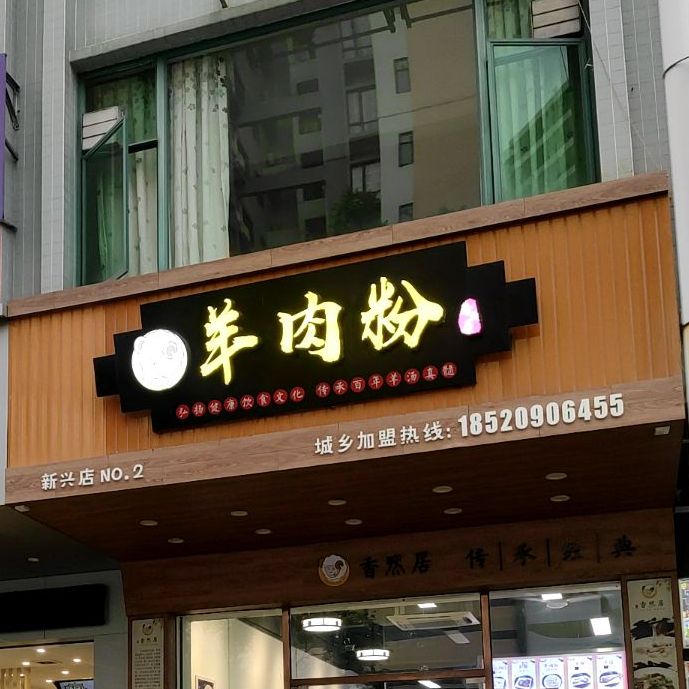 羊肉粉
弘扬健康饮食文化 传承百年羊汤真髓
城乡加盟热线: 18520906455
新兴店 NO.2
香愿居 传|承|经|典